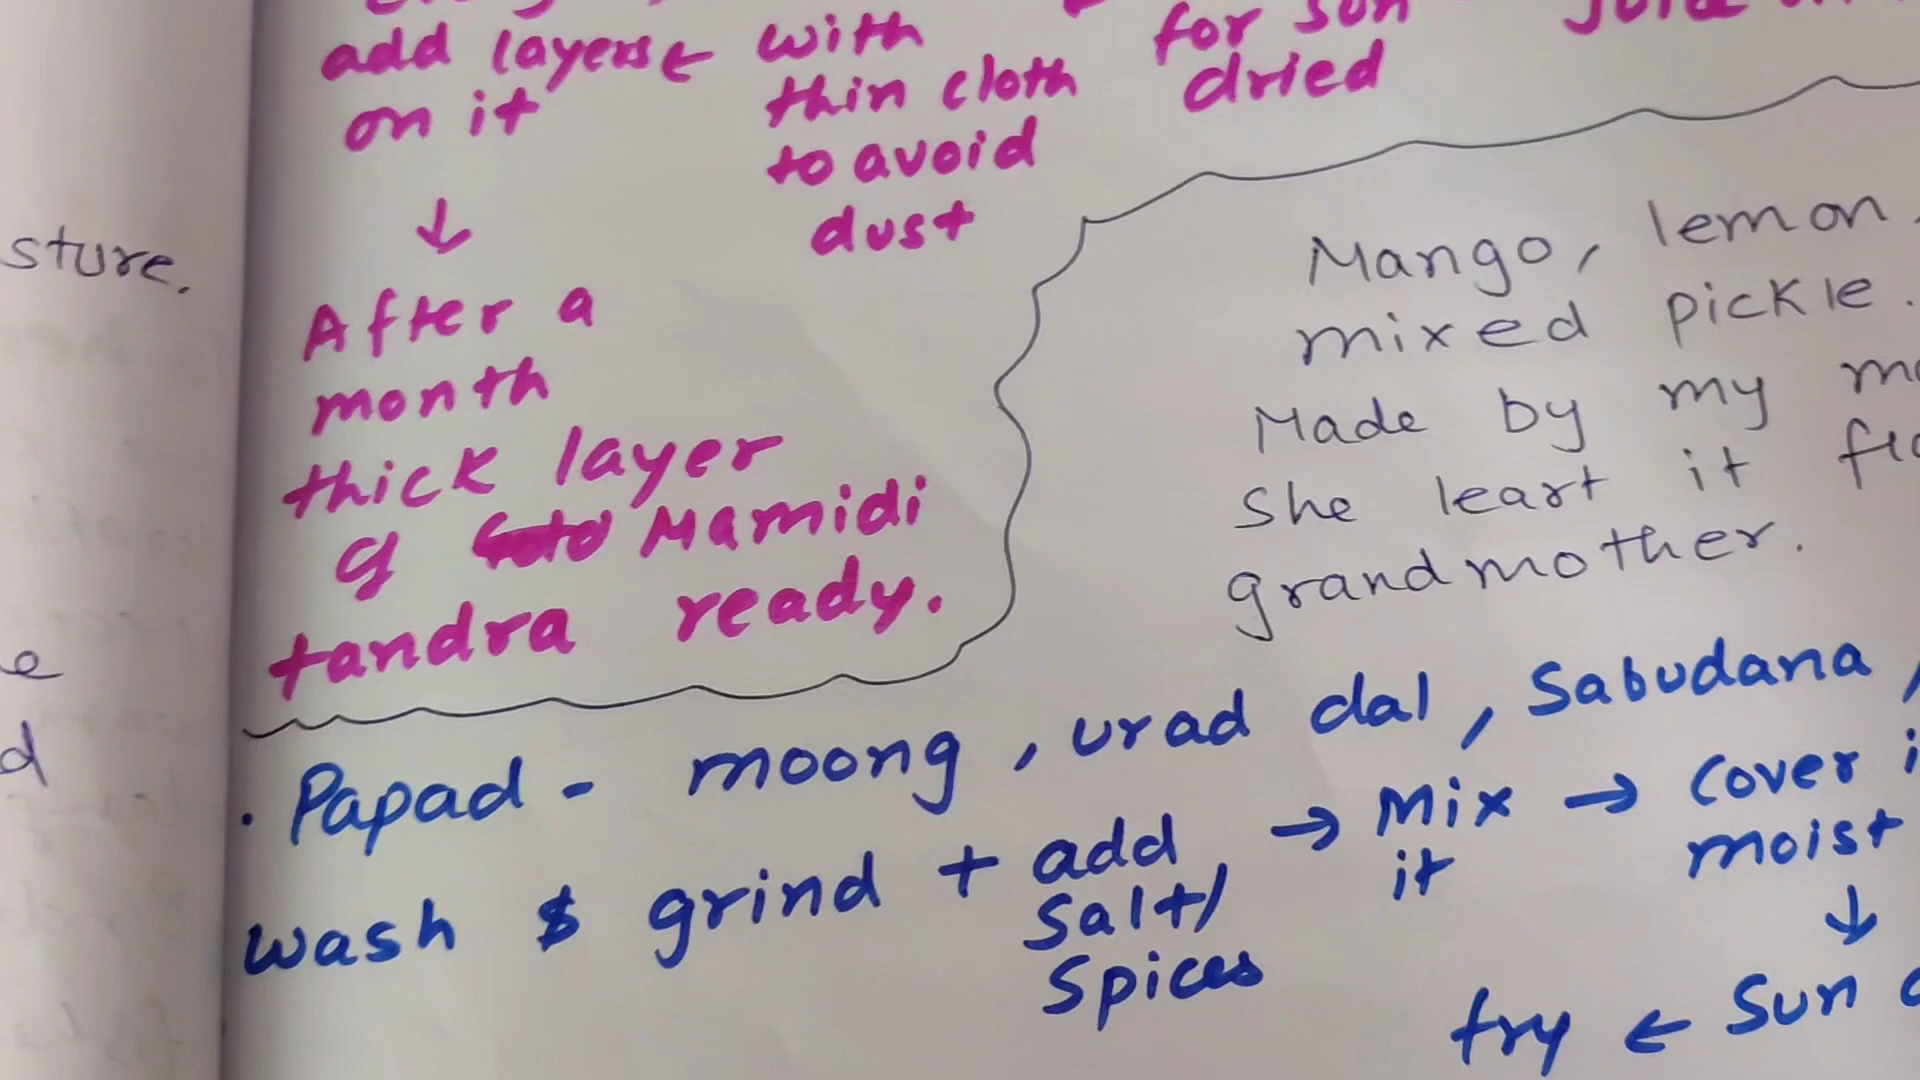 add layers ← with for sun
on it thin cloth dried
to avoid
↓ dust
After a
month
thick layer
of Mamidi
tandra ready.
Mango, lemon
mixed pickle.
Made by my
She leart it
grandmother.
. Papad - moong , urad dal , Sabudana ,
wash & grind + add → Mix → Cover
Salt/ it moist
Spices ↓
fry ← Sun
sture.
e
d